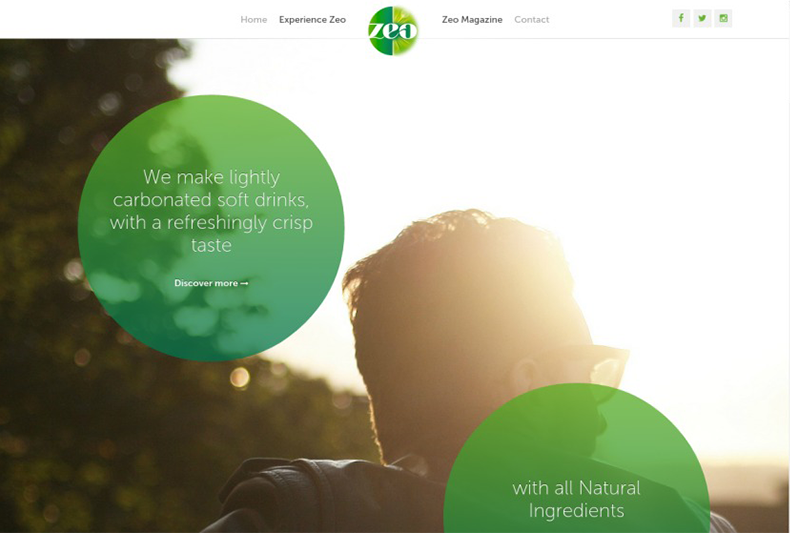 Home Experience Zeo zeo Zeo Magazine Contact
We make lightly
carbonated soft drinks,
with a refreshingly crisp
taste
Discover more →
with all Natural
Ingredients